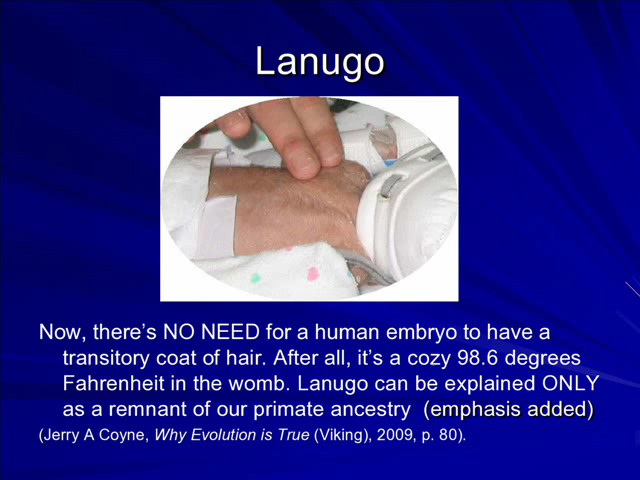 Lanugo
Now, there's NO NEED for a human embryo to have a
transitory coat of hair. After all, it's a cozy 98.6 degrees
Fahrenheit in the womb. Lanugo can be explained ONLY
as a remnant of our primate ancestry (emphasis added)
(Jerry A Coyne, Why Evolution is True (Viking), 2009, p. 80).